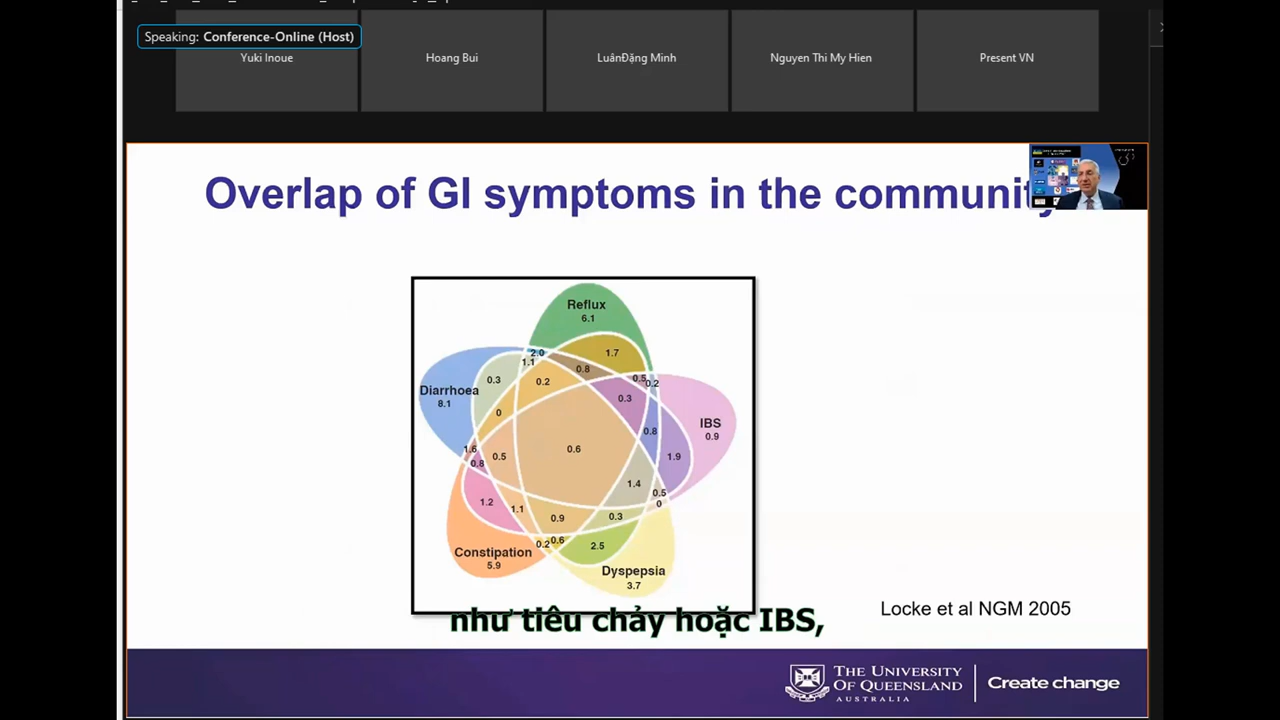 Speaking: Conference-Online (Host)
Yuki Inoue
Hoang Bui
LuânĐặng Minh
Nguyen Thi My Hien
Present VN
Overlap of GI symptoms in the community
Reflux
6.1
2.0
1.7
1.1
0.8
0.3
0.2
0.5
0.2
Diarrhoea
8.1
0.3
0
IBS
0.9
0.8
1.6
0.8
0.5
0.6
1.9
1.4
0.5
0
1.2
1.1
0.9
0.3
0.2
0.6
2.5
Constipation
5.9
Dyspepsia
3.7
Locke et al NGM 2005
như tiêu chảy hoặc IBS,
THE UNIVERSITY
OF QUEENSLAND
AUSTRALIA
Create change